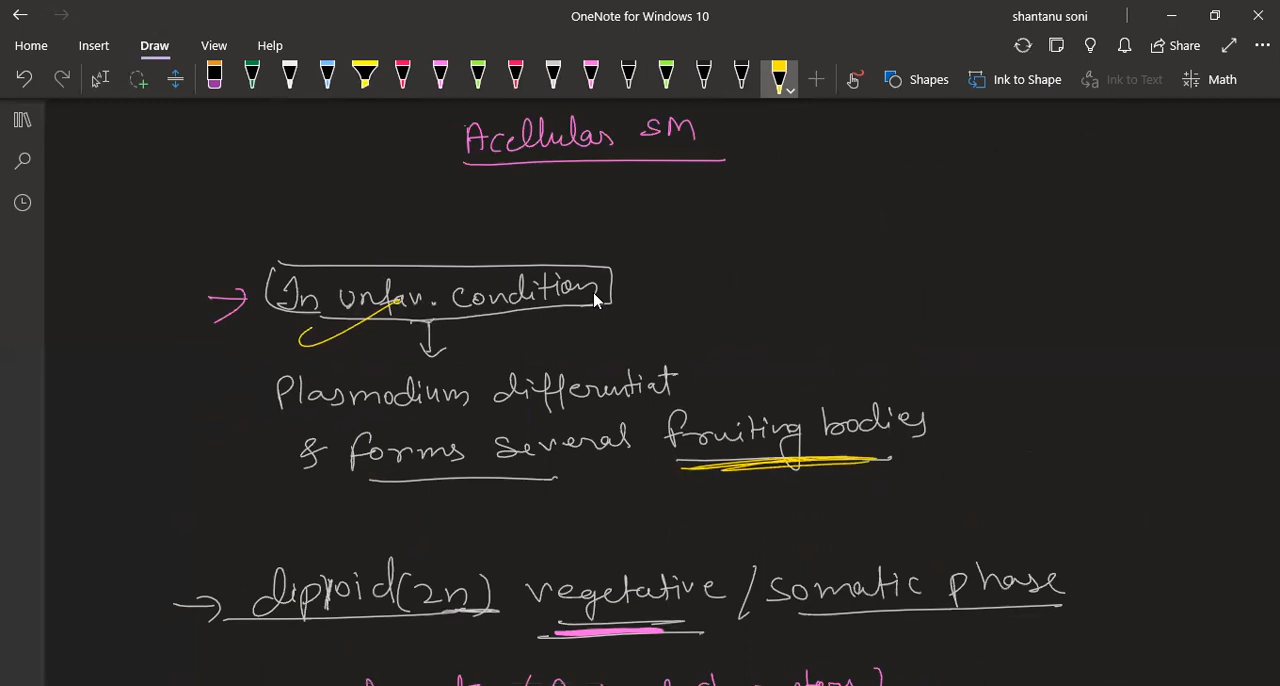 OneNote for Windows 10
shantanu soni
Home Insert Draw View Help
Share
Shapes
Ink to Shape
Ink to Text
Math
Acellular SM
→ In unfav. condition
↓
Plasmodium differentiat
& forms several fruiting bodies
→ diploid (2n) vegetative / somatic phase